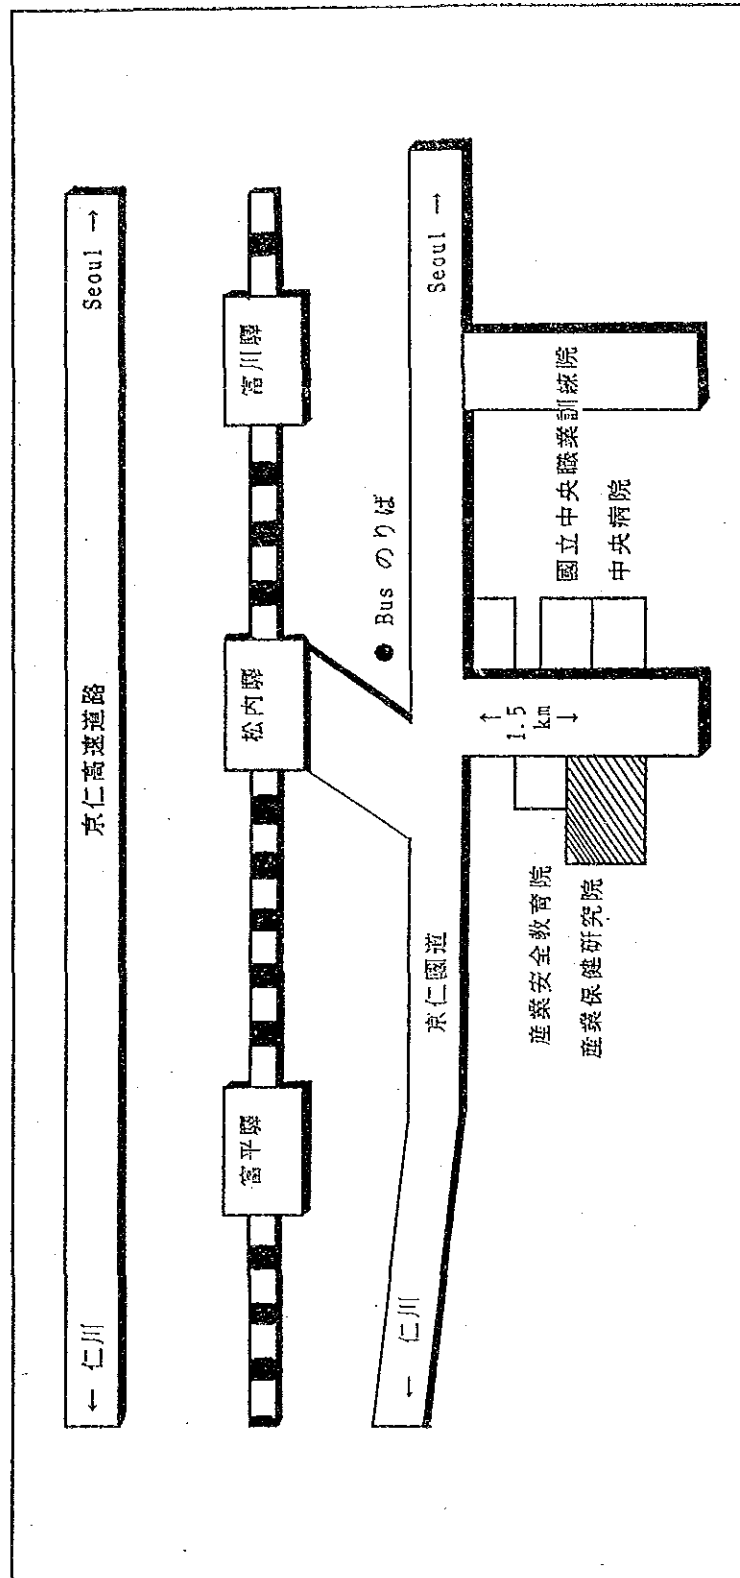 ← 仁川
京仁高速道路
Seoul →
富平驛
松内驛
富川驛
● Bus のりば
← 仁川
京仁國道
Seoul →
← 1.5 km →
産業安全教育院
産業保健研究院
國立中央職業訓練院
中央病院